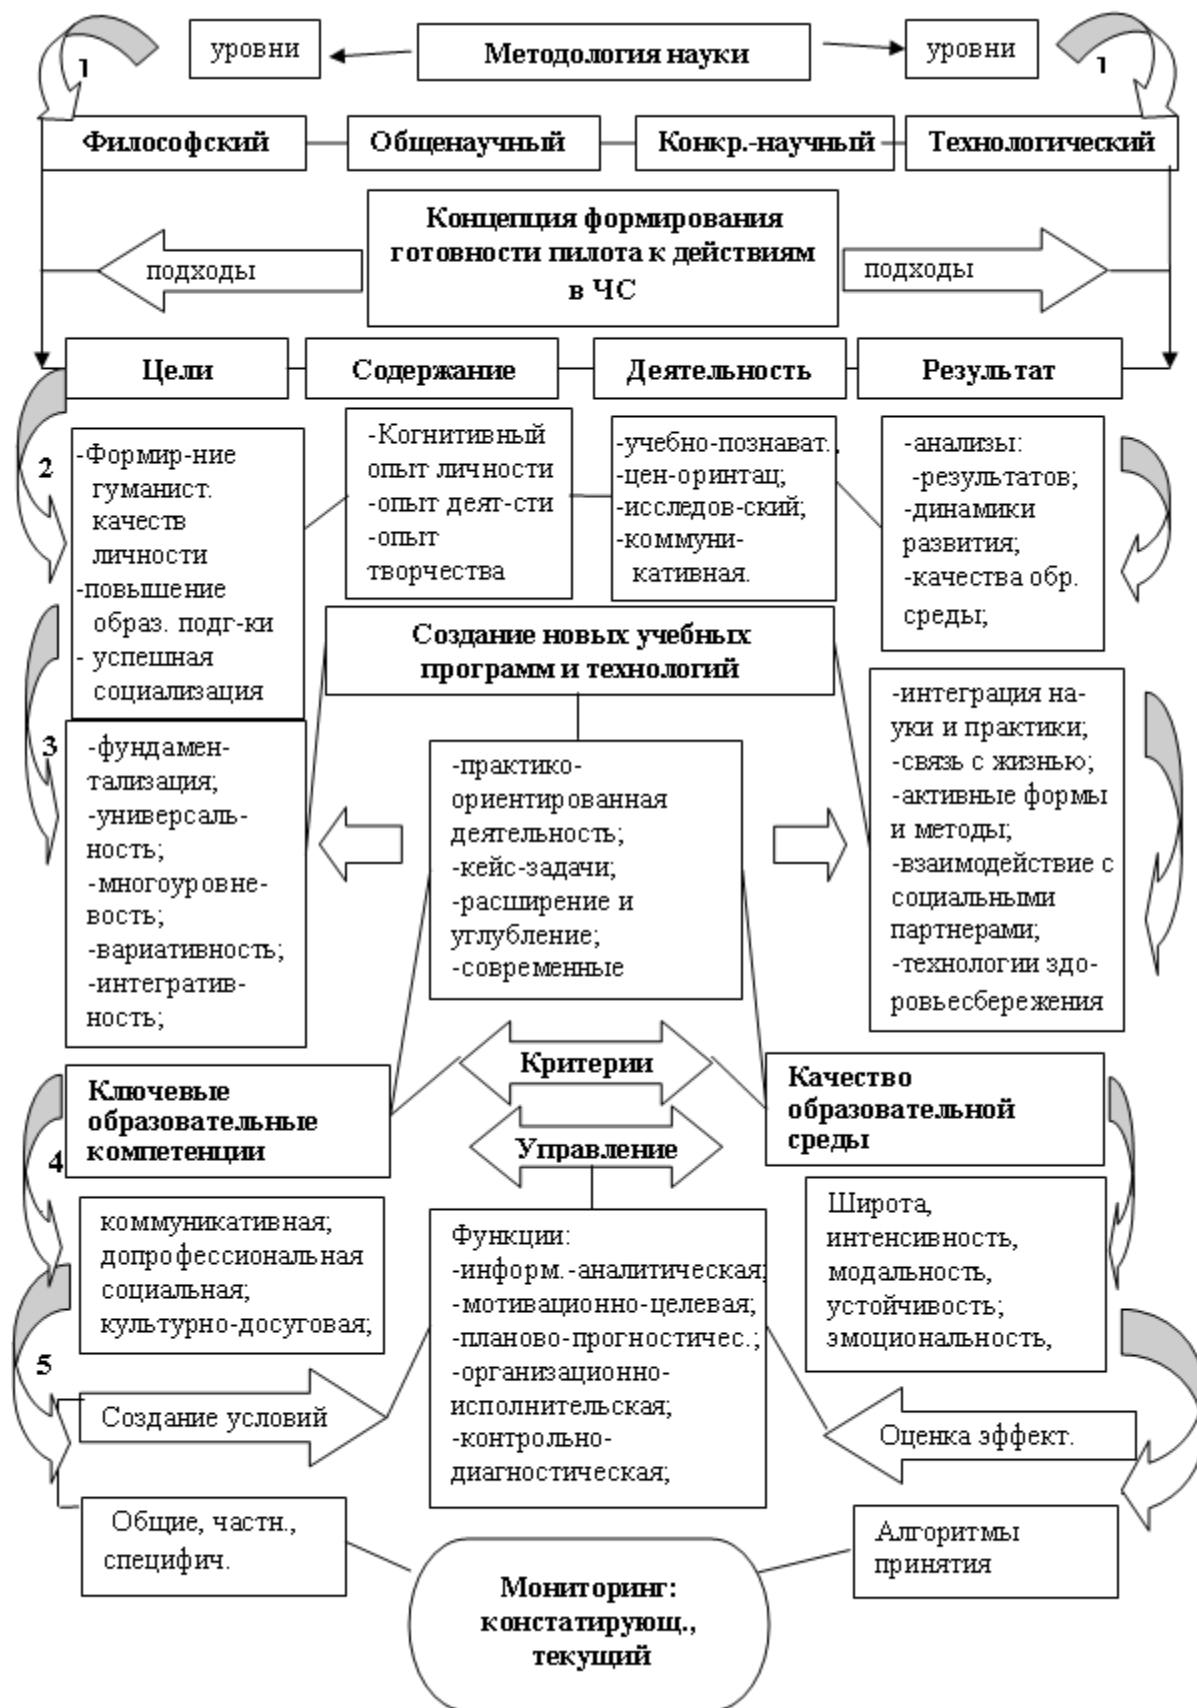 уровни
Методология науки
уровни
1
1
Философский
Общенаучный
Конкр.-научный
Технологический
Концепция формирования
готовности пилота к действиям
в ЧС
подходы
подходы
Цели
Содержание
Деятельность
Результат
2
-Формир-ние
гуманист.
качеств
личности
-повышение
образ. подг-ки
- успешная
социализация
-Когнитивный
опыт личности
-опыт деят-сти
-опыт
творчества
-учебно-познават.,
-цен-оринтац;
-исследов-ский;
-коммуни-
кативная.
-анализы:
-результатов;
-динамики
развития;
-качества обр.
среды;
Создание новых учебных
программ и технологий
3
-фундамен-
тализация;
-универсаль-
ность;
-многоуровне-
вость;
-вариативность;
-интегратив-
ность;
-практико-
ориентированная
деятельность;
-кейс-задачи;
-расширение и
углубление;
-современные
-интеграция на-
уки и практики;
-связь с жизнью;
-активные формы
и методы;
-взаимодействие с
социальными
партнерами;
-технологии здо-
ровьесбережения
Критерии
Ключевые
образовательные
компетенции
Качество
образовательной
среды
Управление
4
коммуникативная;
допрофессиональная
социальная;
культурно-досуговая;
Функции:
-информ.-аналитическая;
-мотивационно-целевая;
-планово-прогностичес.;
-организационно-
исполнительская;
-контрольно-
диагностическая;
Широта,
интенсивность,
модальность,
устойчивость;
эмоциональность,
5
Создание условий
Оценка эффект.
Общие, частн.,
специфич.
Алгоритмы
принятия
Мониторинг:
констатирующ.,
текущий